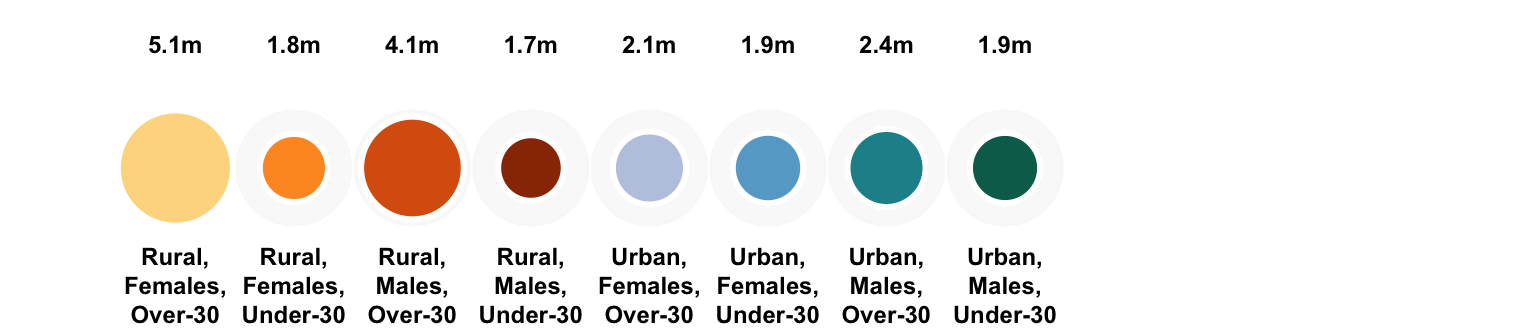 5.1m 1.8m 4.1m 1.7m 2.1m 1.9m 2.4m 1.9m
Rural, Rural, Rural, Rural, Urban, Urban, Urban, Urban,
Females, Females, Males, Males, Females, Females, Males, Males,
Over-30 Under-30 Over-30 Under-30 Over-30 Under-30 Over-30 Under-30